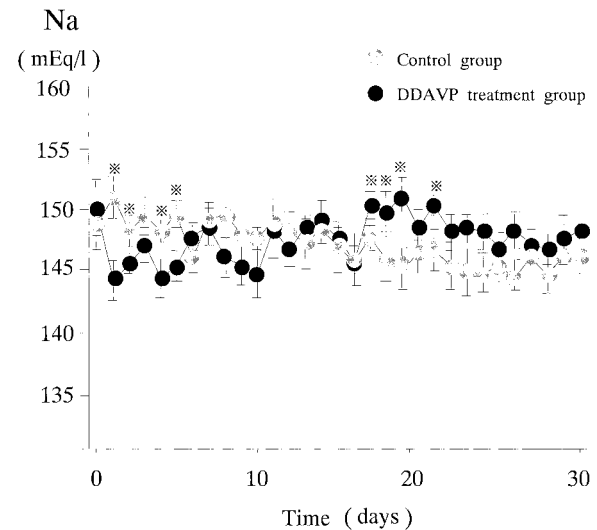 Na
( mEq/l )
Control group
DDAVP treatment group
160
155
150
145
140
135
※
※
※
※
※ ※
※
※
0 10 20 30
Time ( days )